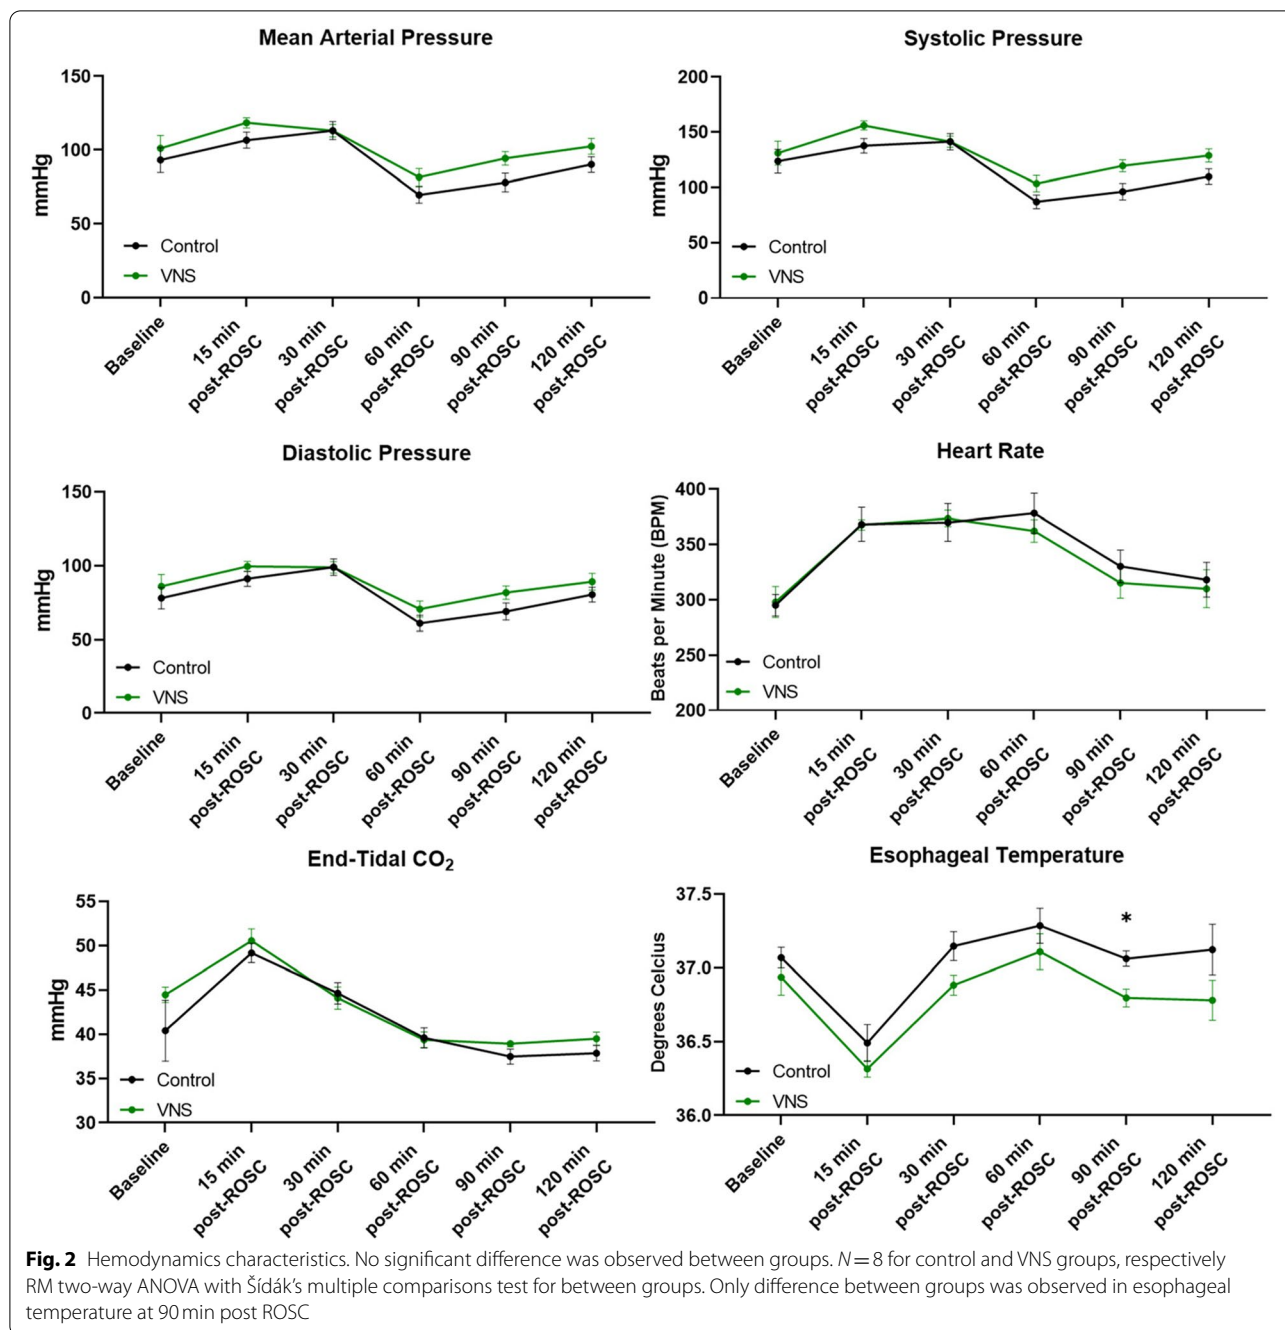 Mean Arterial Pressure
mmHg
150
100
50
0
Control
VNS
Baseline
15 min
post-ROSC
30 min
post-ROSC
60 min
post-ROSC
90 min
post-ROSC
120 min
post-ROSC
Systolic Pressure
mmHg
200
150
100
50
0
Control
VNS
Baseline
15 min
post-ROSC
30 min
post-ROSC
60 min
post-ROSC
90 min
post-ROSC
120 min
post-ROSC
Diastolic Pressure
mmHg
150
100
50
0
Control
VNS
Baseline
15 min
post-ROSC
30 min
post-ROSC
60 min
post-ROSC
90 min
post-ROSC
120 min
post-ROSC
Heart Rate
Beats per Minute (BPM)
400
350
300
250
200
Control
VNS
Baseline
15 min
post-ROSC
30 min
post-ROSC
60 min
post-ROSC
90 min
post-ROSC
120 min
post-ROSC
End-Tidal CO₂
mmHg
55
50
45
40
35
30
Control
VNS
Baseline
15 min
post-ROSC
30 min
post-ROSC
60 min
post-ROSC
90 min
post-ROSC
120 min
post-ROSC
Esophageal Temperature
Degrees Celcius
37.5
37.0
36.5
36.0
*
Control
VNS
Baseline
15 min
post-ROSC
30 min
post-ROSC
60 min
post-ROSC
90 min
post-ROSC
120 min
post-ROSC
Fig. 2 Hemodynamics characteristics. No significant difference was observed between groups. N = 8 for control and VNS groups, respectively
RM two-way ANOVA with Šídák's multiple comparisons test for between groups. Only difference between groups was observed in esophageal
temperature at 90 min post ROSC